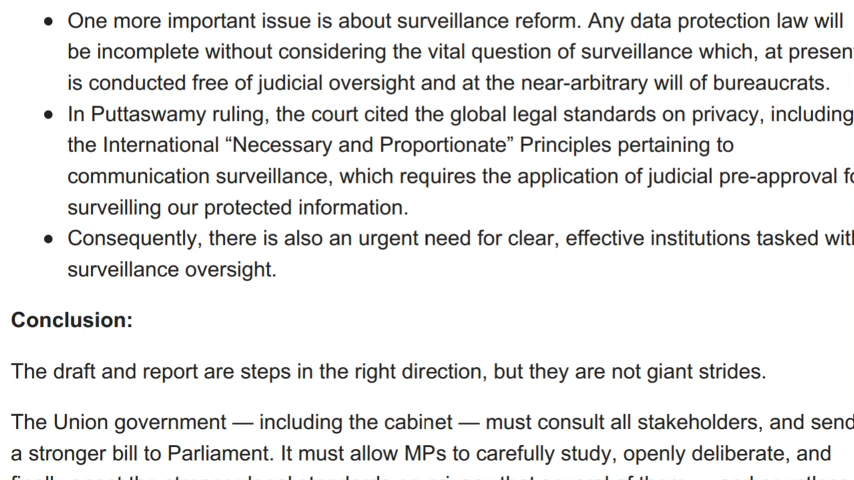 One more important issue is about surveillance reform. Any data protection law will
be incomplete without considering the vital question of surveillance which, at presen
is conducted free of judicial oversight and at the near-arbitrary will of bureaucrats.
In Puttaswamy ruling, the court cited the global legal standards on privacy, including
the International “Necessary and Proportionate” Principles pertaining to
communication surveillance, which requires the application of judicial pre-approval fo
surveilling our protected information.
Consequently, there is also an urgent need for clear, effective institutions tasked with
surveillance oversight.
Conclusion:
The draft and report are steps in the right direction, but they are not giant strides.
The Union government — including the cabinet — must consult all stakeholders, and send
a stronger bill to Parliament. It must allow MPs to carefully study, openly deliberate, and